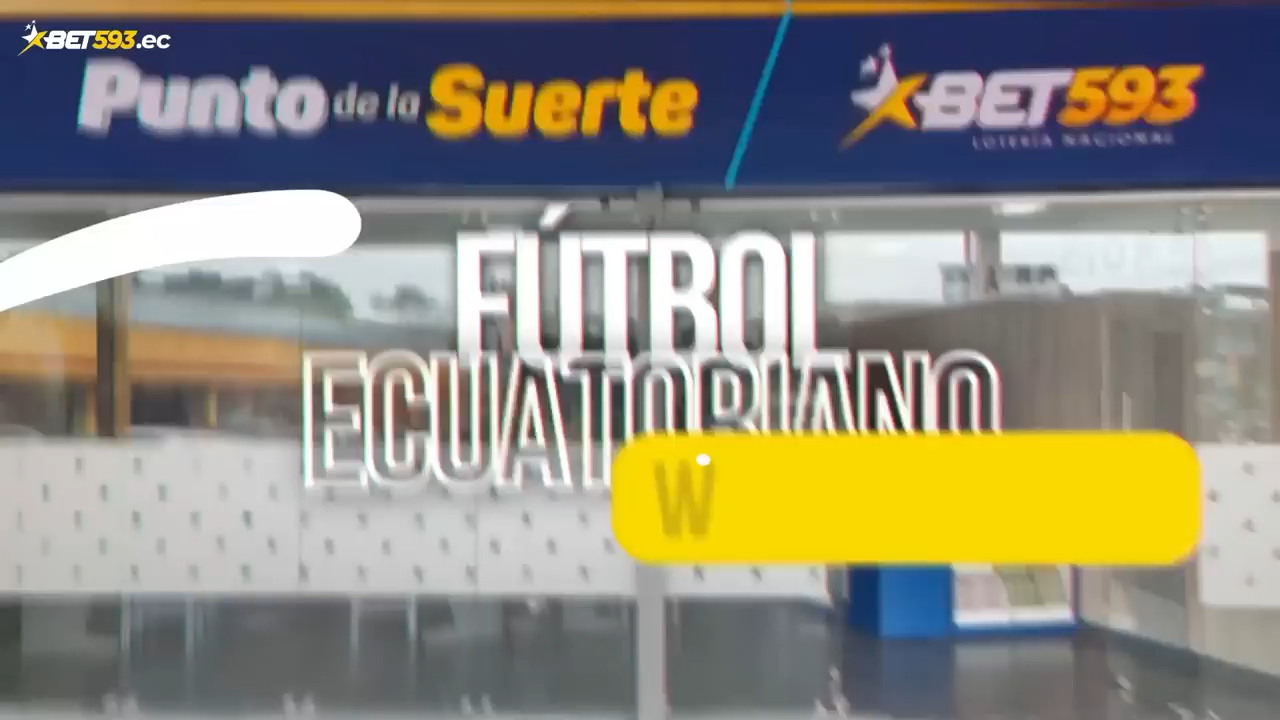 BET593.ec
Punto de la Suerte
BET593
LOTERÍA NACIONAL
FÚTBOL
ECUATORIANO
W